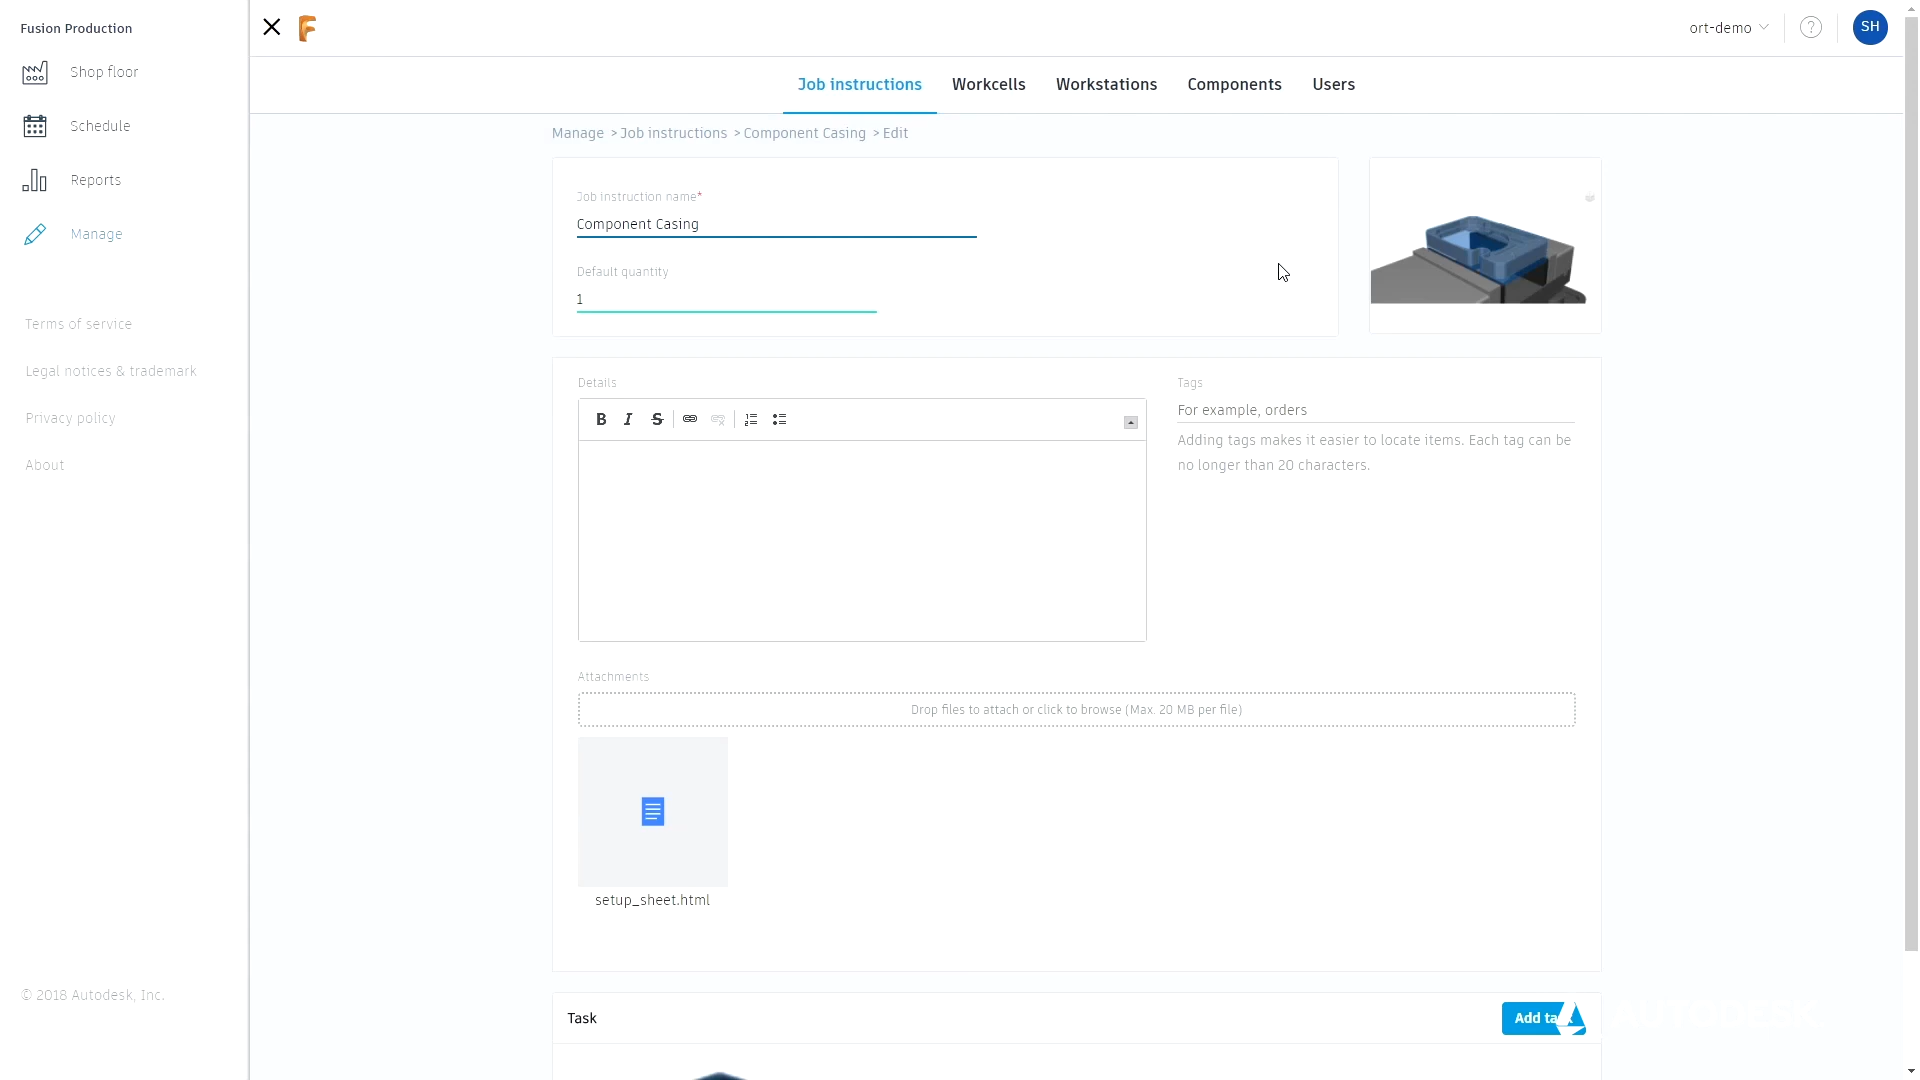 Fusion Production
ort-demo
?
SH
Shop floor
Schedule
Reports
Manage
Terms of service
Legal notices & trademark
Privacy policy
About
© 2018 Autodesk, Inc.
Job instructions
Workcells
Workstations
Components
Users
Manage > Job instructions > Component Casing > Edit
Job instruction name*
Component Casing
Default quantity
1
Details
B I S
Tags
For example, orders
Adding tags makes it easier to locate items. Each tag can be
no longer than 20 characters.
Attachments
Drop files to attach or click to browse (Max. 20 MB per file)
setup_sheet.html
Task
Add